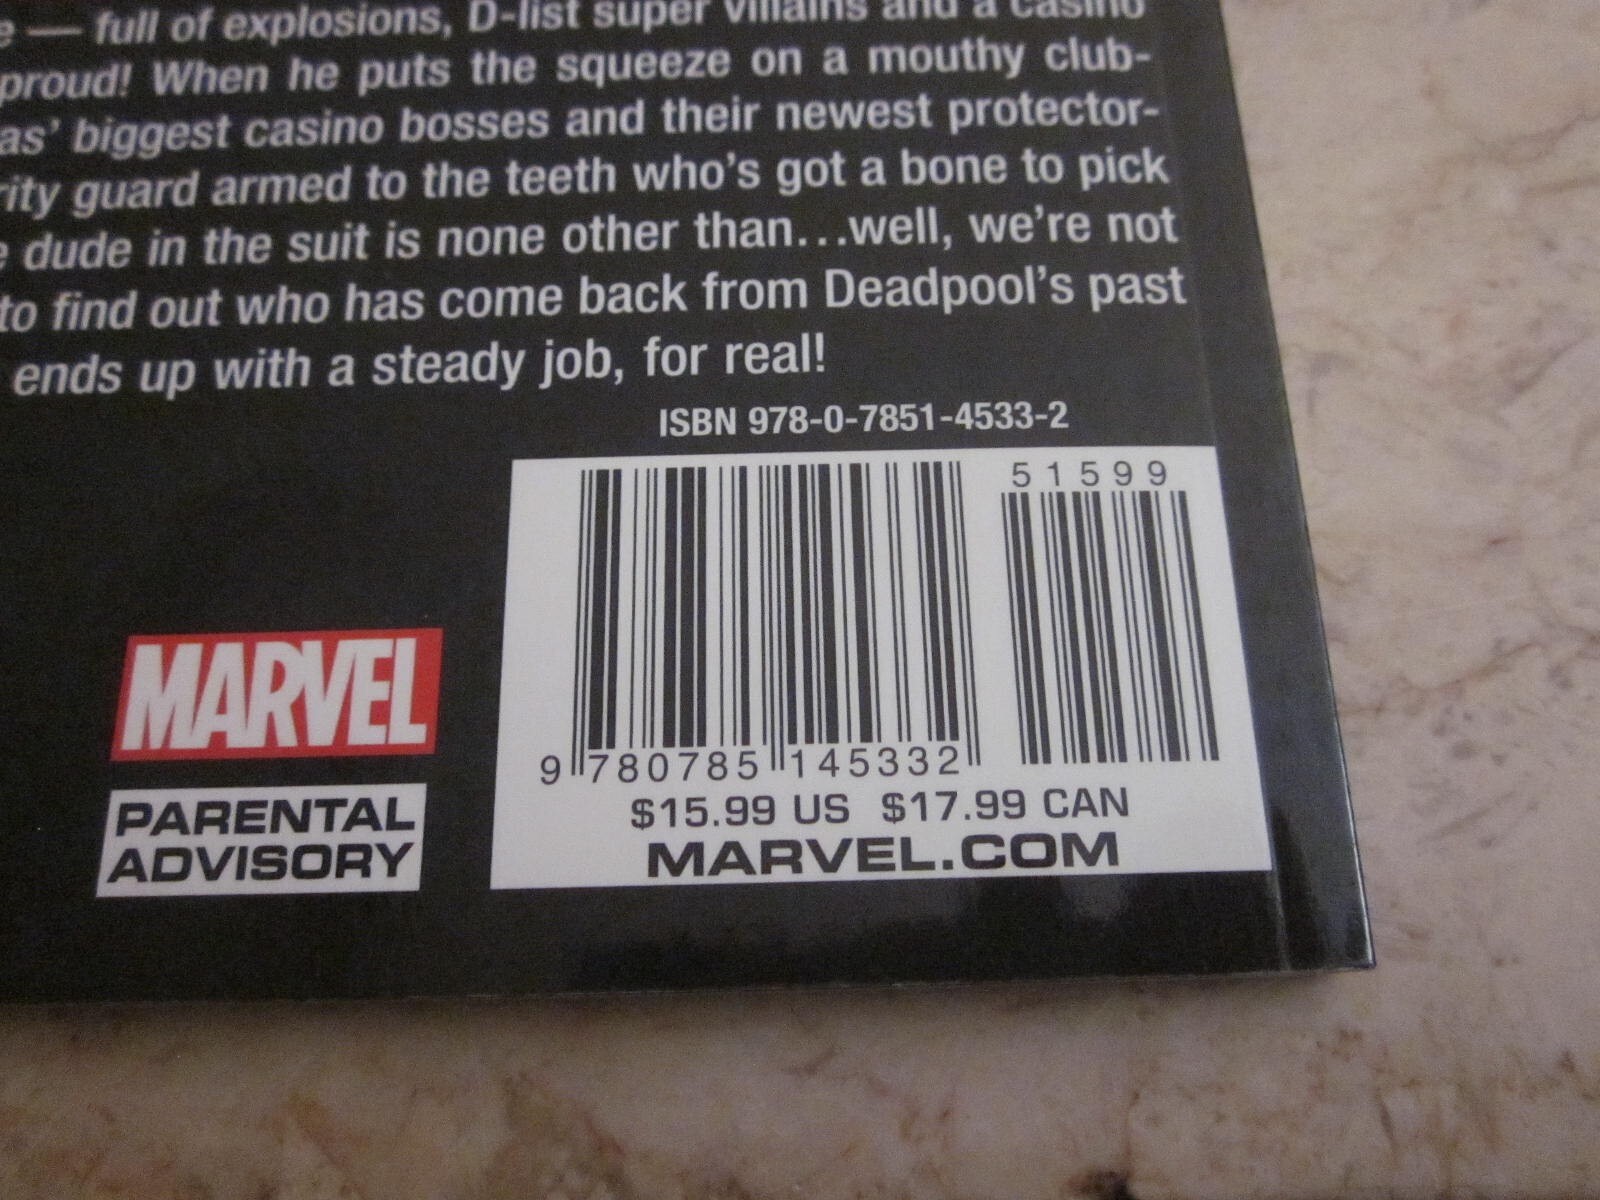 e — full of explosions, D-list super villains and a casino
proud! When he puts the squeeze on a mouthy club-
as' biggest casino bosses and their newest protector-
rity guard armed to the teeth who's got a bone to pick
e dude in the suit is none other than...well, we're not
to find out who has come back from Deadpool's past
ends up with a steady job, for real!
ISBN 978-0-7851-4533-2
51599
9 780785 145332
$15.99 US $17.99 CAN
MARVEL.COM
MARVEL
PARENTAL
ADVISORY